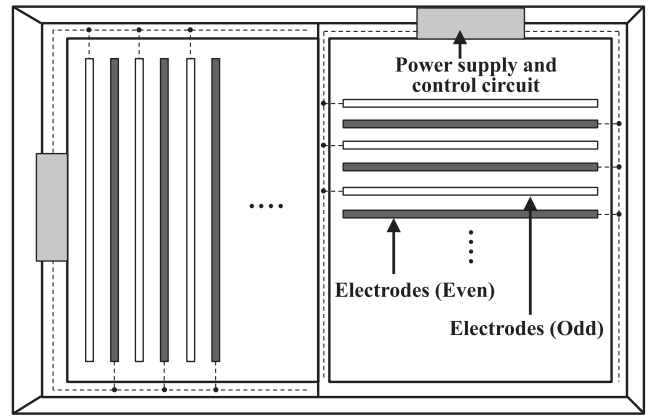 Power supply and
control circuit
Electrodes (Even)
Electrodes (Odd)